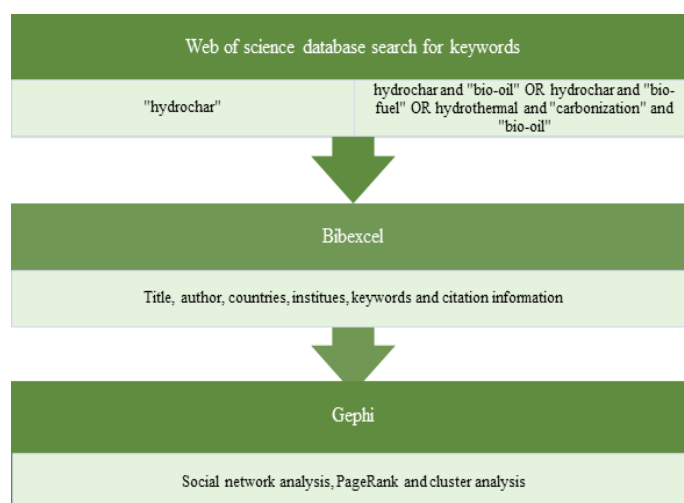 Web of science database search for keywords
"hydrochar"
hydrochar and "bio-oil" OR hydrochar and "bio-
fuel" OR hydrothermal and "carbonization" and
"bio-oil"
Bibexcel
Title, author, countries, institues, keywords and citation information
Gephi
Social network analysis, PageRank and cluster analysis